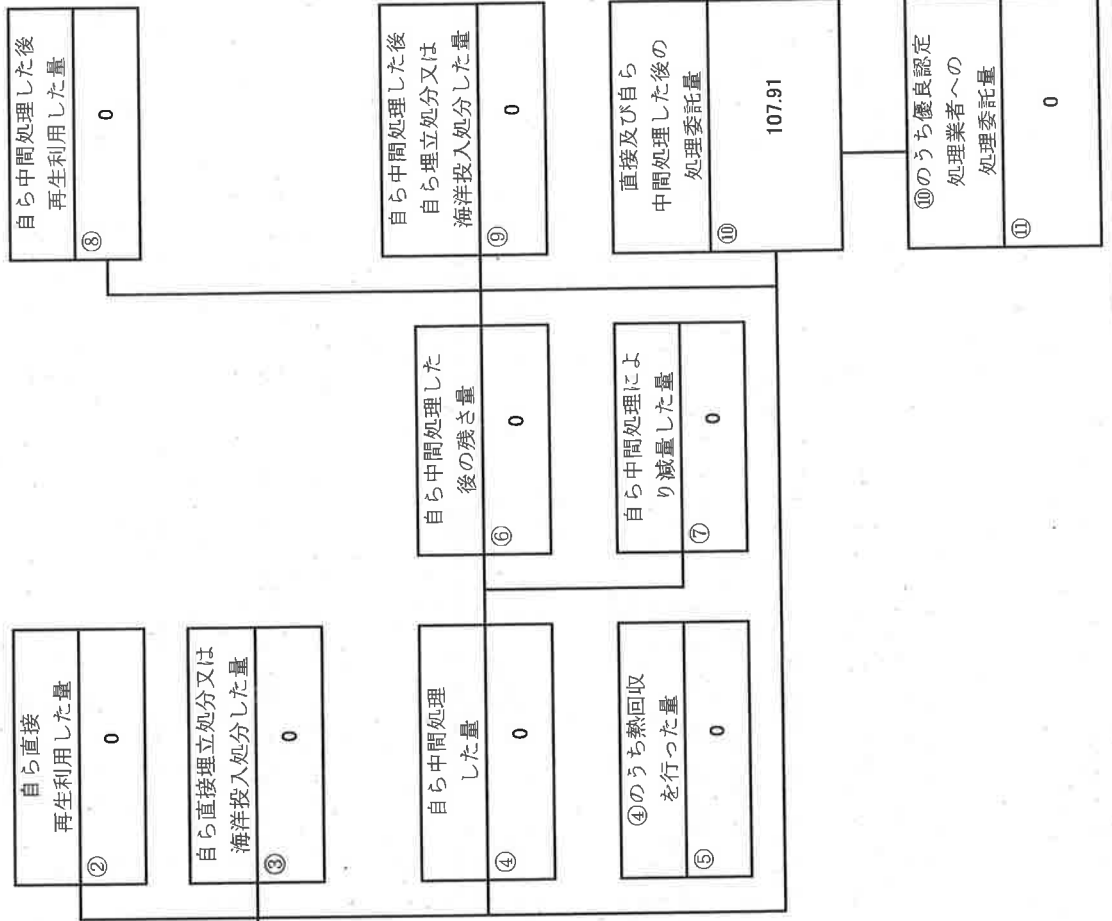 自ら直接
再生利用した量
②
0
自ら直接埋立処分又は
海洋投入処分した量
③
0
自ら中間処理
した量
④
0
④のうち熱回収
を行った量
⑤
0
自ら中間処理した
後の残さ量
⑥
0
自ら中間処理によ
り減量した量
⑦
0
自ら中間処理した後
再生利用した量
⑧
0
自ら中間処理した後
自ら埋立処分又は
海洋投入処分した量
⑨
0
直接及び自ら
中間処理した後の
処理委託量
⑩
107.91
⑩のうち優良認定
処理業者への
処理委託量
⑪
0